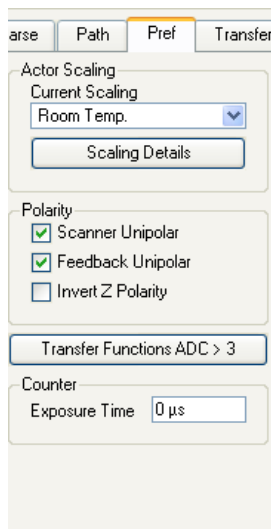 arse Path Pref Transfer
Actor Scaling
Current Scaling
Room Temp.
Scaling Details
Polarity
Scanner Unipolar
Feedback Unipolar
Invert Z Polarity
Transfer Functions ADC > 3
Counter
Exposure Time 0 µs